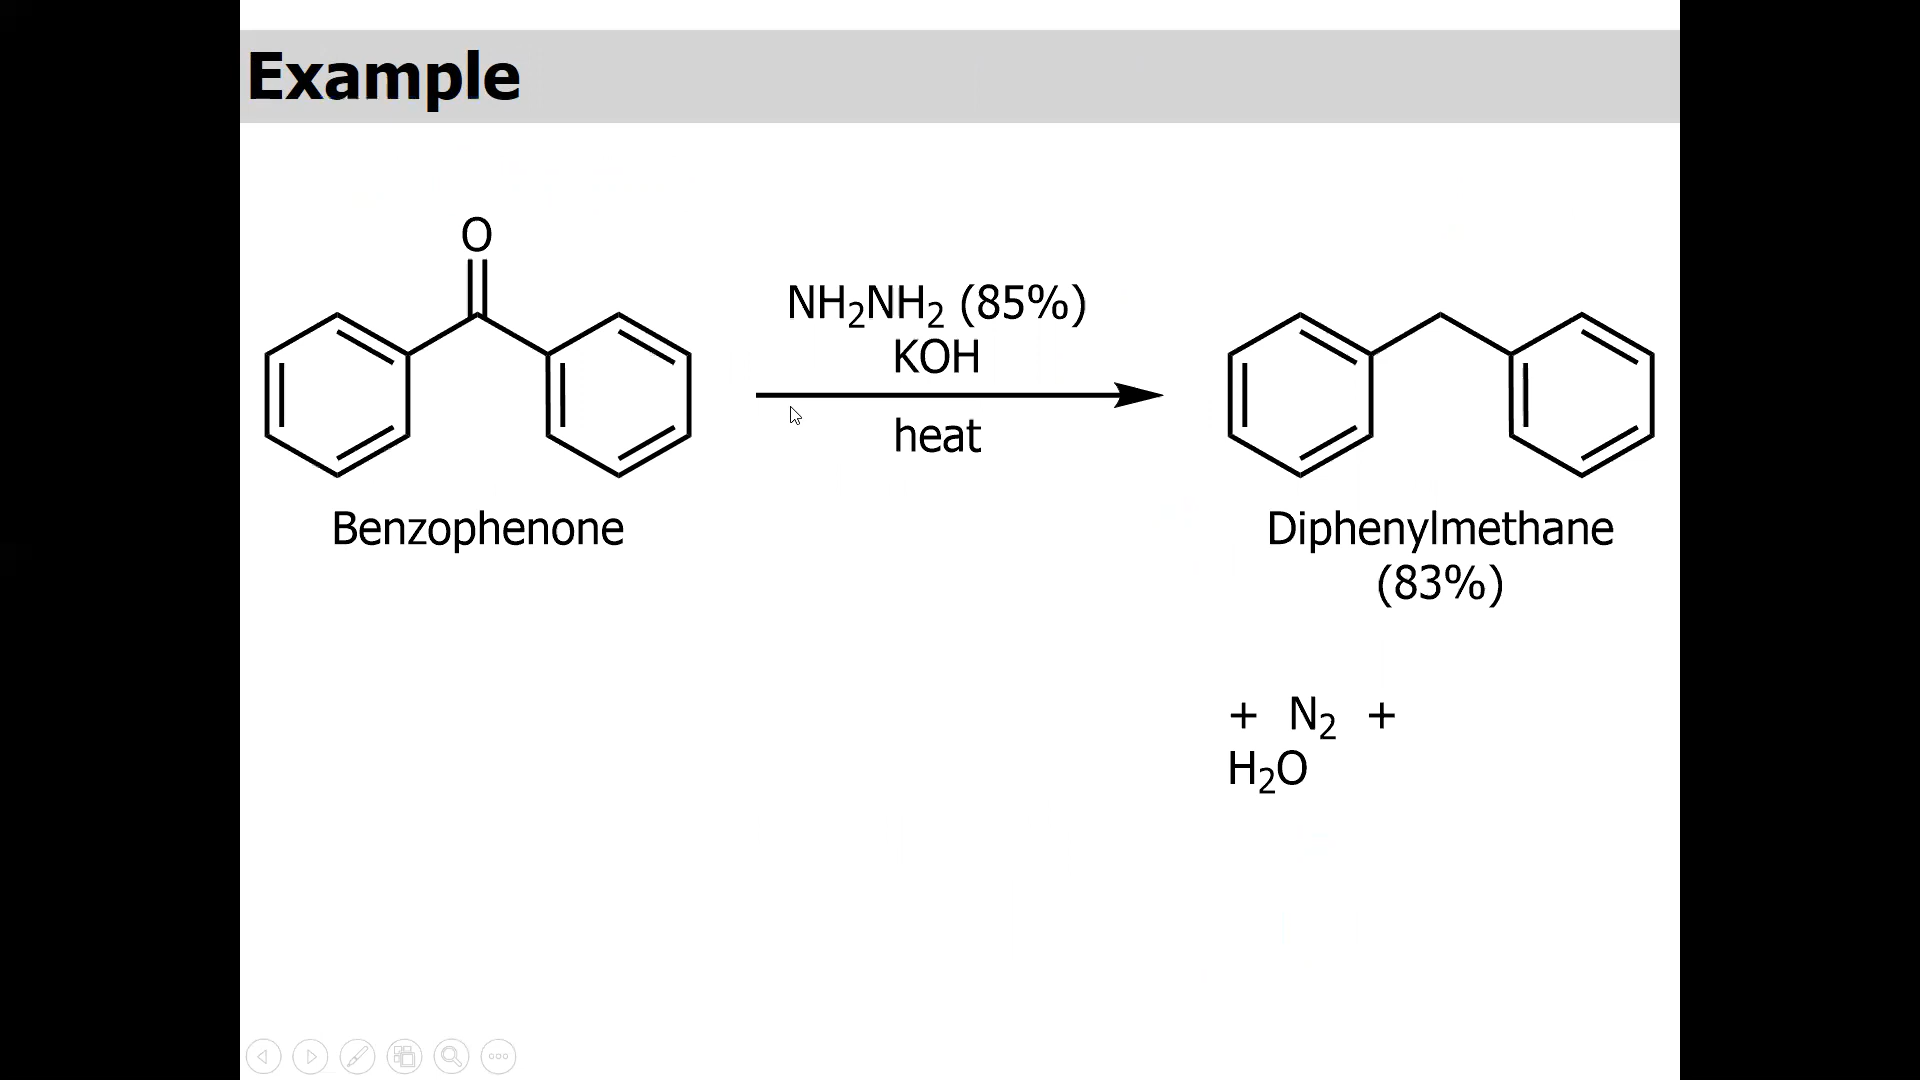 Example
O
NH₂NH₂ (85%)
KOH
heat
Benzophenone
Diphenylmethane
(83%)
+ N₂ +
H₂O